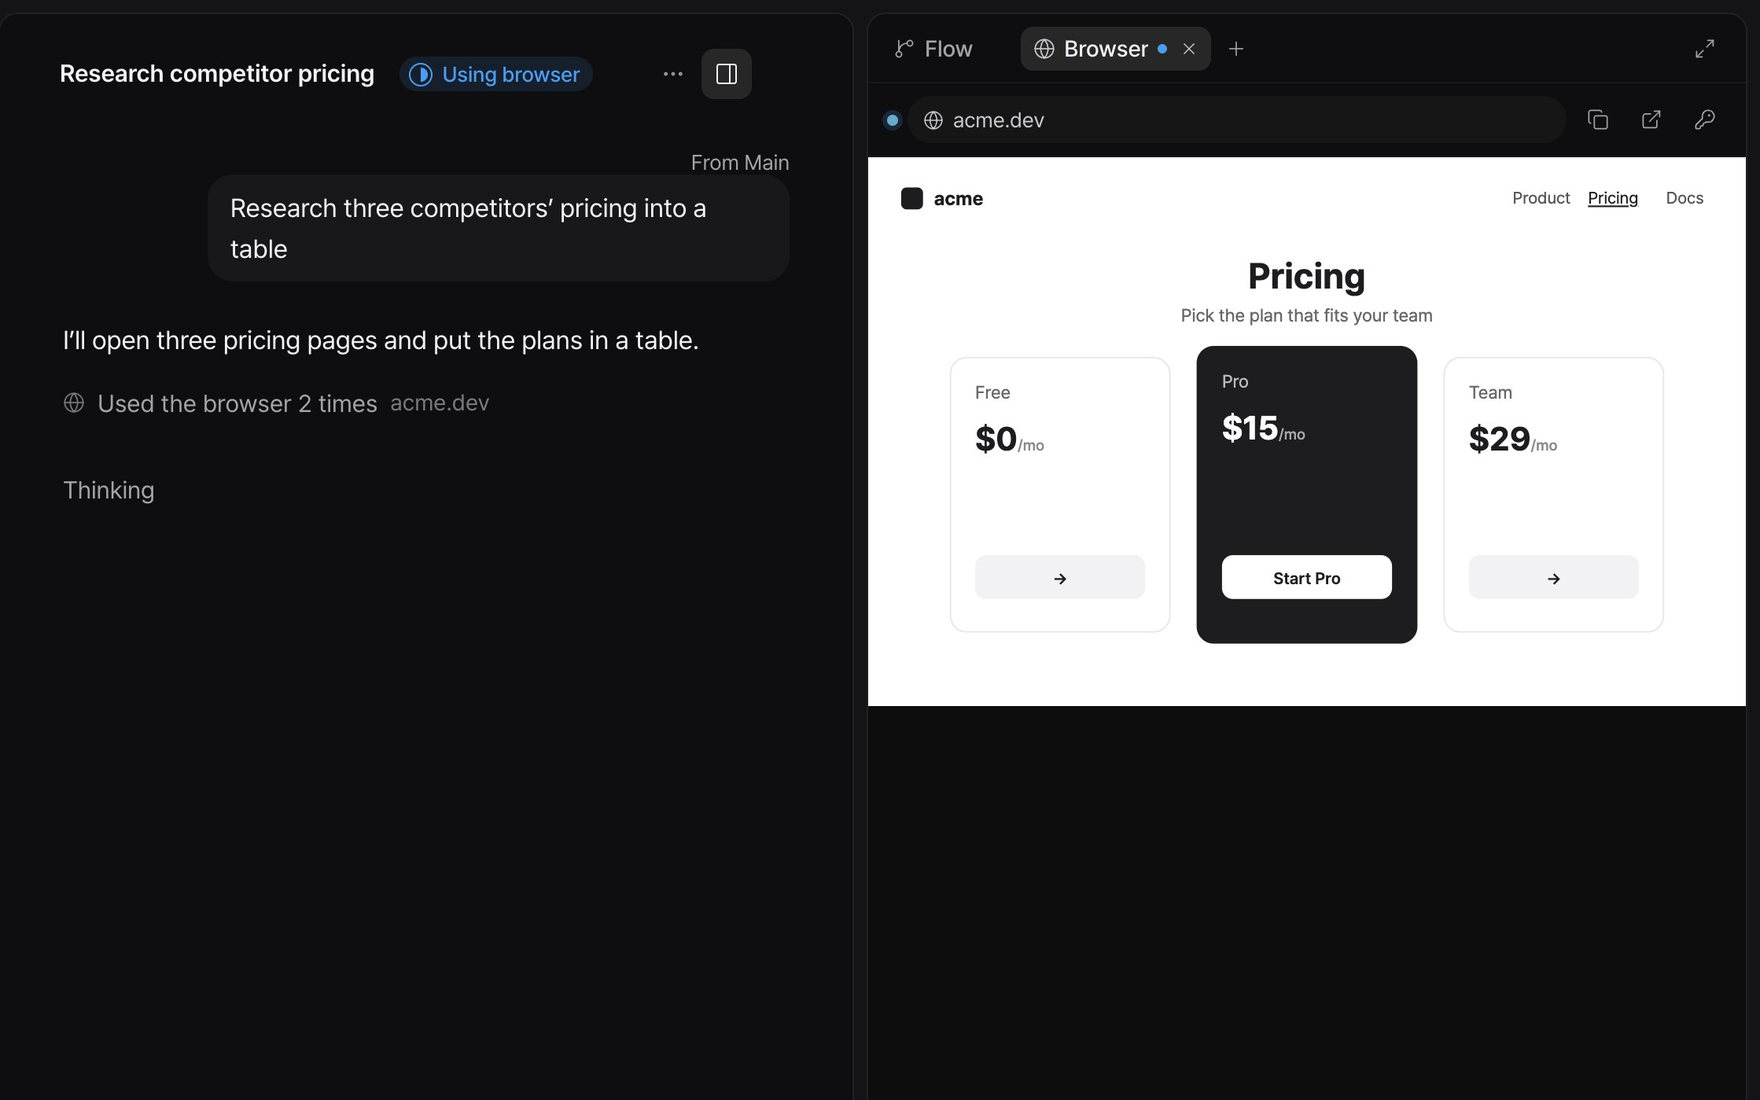 Research competitor pricing
Using browser
From Main
Research three competitors’ pricing into a
table
I’ll open three pricing pages and put the plans in a table.
Used the browser 2 times acme.dev
Thinking
Flow
Browser
acme.dev
acme
Product Pricing Docs
Pricing
Pick the plan that fits your team
Free
$0/mo
→
Pro
$15/mo
Start Pro
Team
$29/mo
→